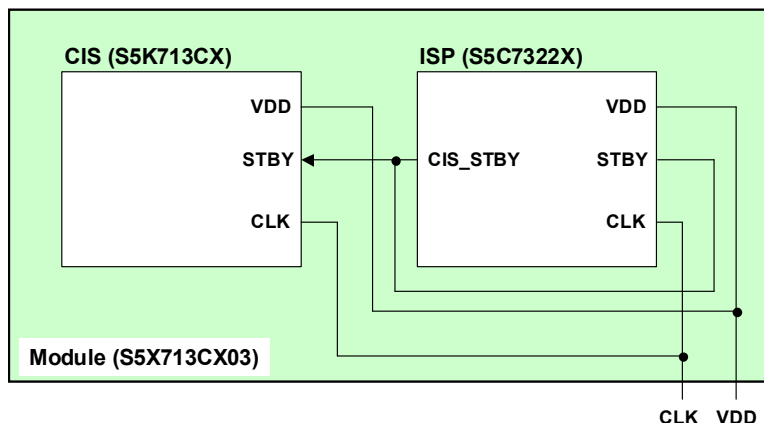 CIS (S5K713CX)
ISP (S5C7322X)
VDD
STBY
CLK
CIS_STBY
VDD
STBY
CLK
Module (S5X713CX03)
CLK VDD